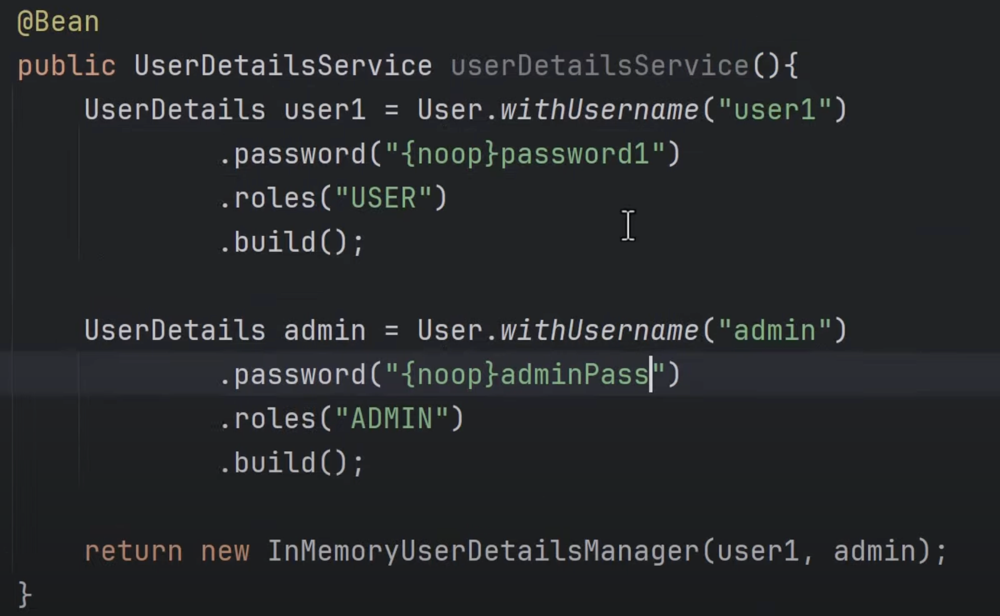 @Bean
public UserDetailsService userDetailsService(){
    UserDetails user1 = User.withUsername("user1")
            .password("{noop}password1")
            .roles("USER")
            .build();

    UserDetails admin = User.withUsername("admin")
            .password("{noop}adminPass")
            .roles("ADMIN")
            .build();

    return new InMemoryUserDetailsManager(user1, admin);
}